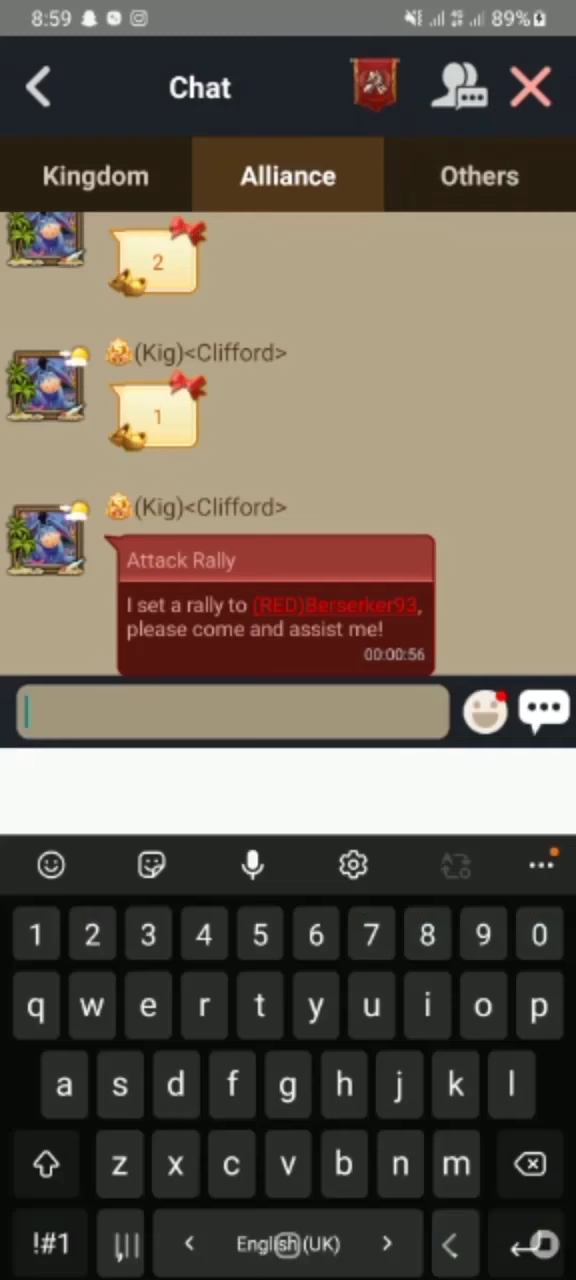 8:59
89%
Chat
Kingdom Alliance Others
2
(Kig)<Clifford>
1
(Kig)<Clifford>
Attack Rally
I set a rally to (RED)Berserker93,
please come and assist me!
00:00:56
1 2 3 4 5 6 7 8 9 0
q w e r t y u i o p
a s d f g h j k l
z x c v b n m
!#1 , < English (UK) >